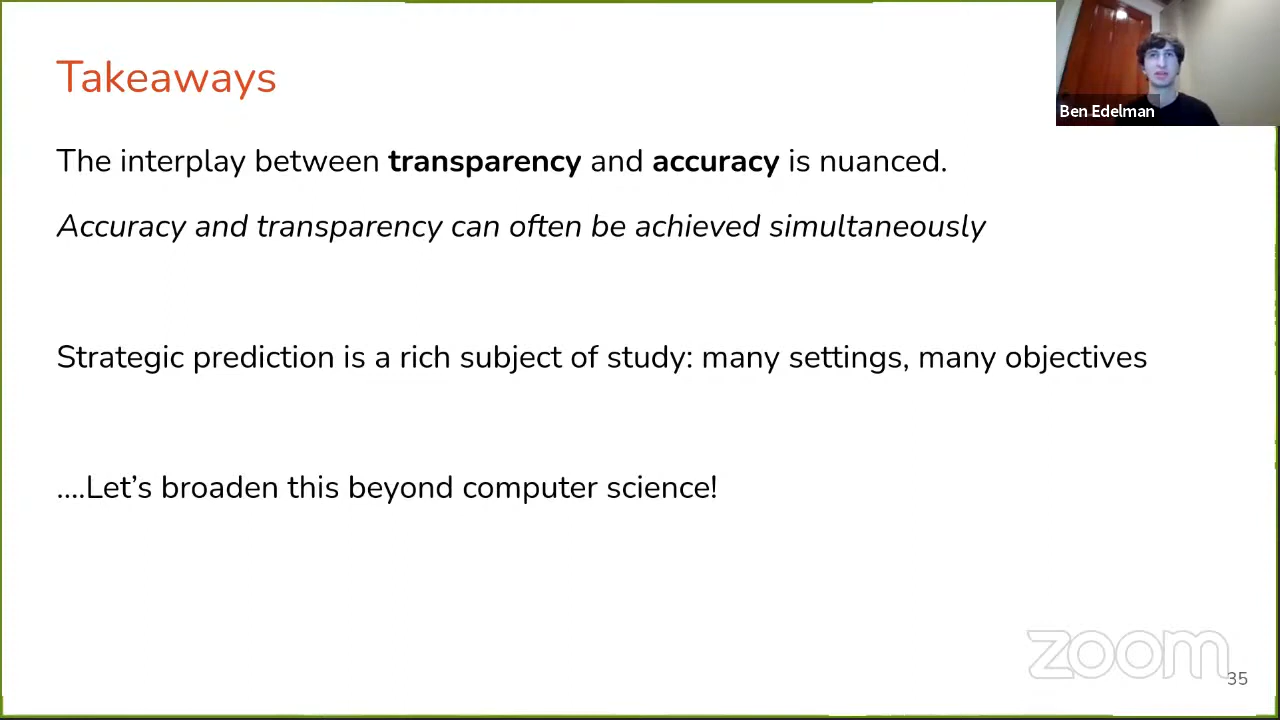 Takeaways
Ben Edelman
The interplay between transparency and accuracy is nuanced.
Accuracy and transparency can often be achieved simultaneously
Strategic prediction is a rich subject of study: many settings, many objectives
....Let’s broaden this beyond computer science!
zoom
35